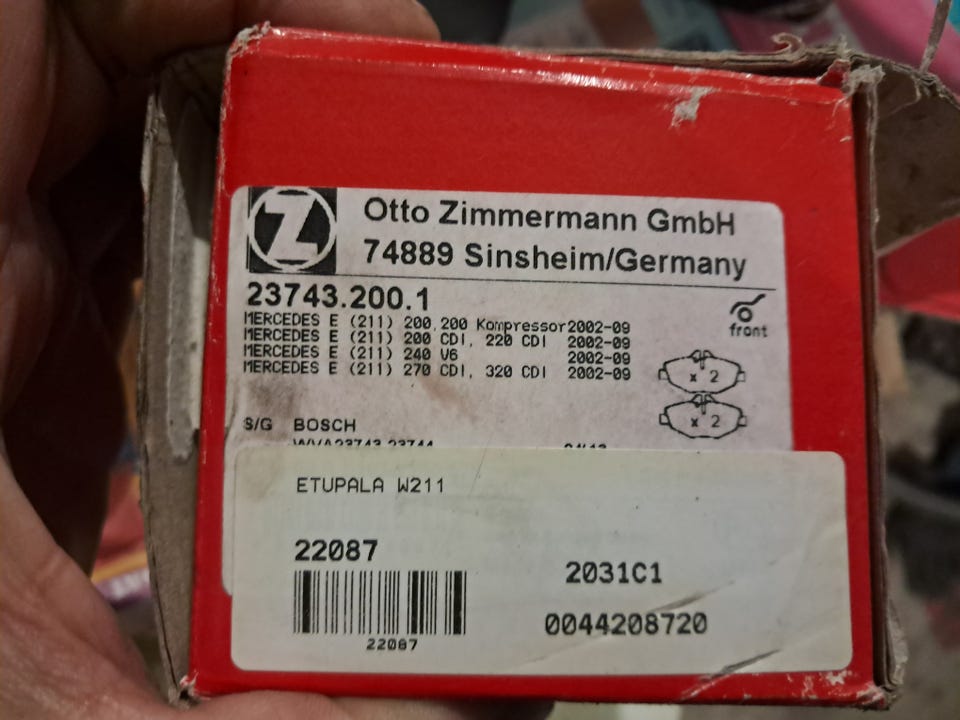 Z
Otto Zimmermann GmbH
74889 Sinsheim/Germany
23743.200.1
MERCEDES E (211) 200,200 Kompressor 2002-09
MERCEDES E (211) 200 CDI, 220 CDI 2002-09
MERCEDES E (211) 240 V6 2002-09
MERCEDES E (211) 270 CDI, 320 CDI 2002-09
front
x 2
x 2
S/G BOSCH
WVA23743,23744
ETUPALA W211
22087
2031C1
0044208720
22087